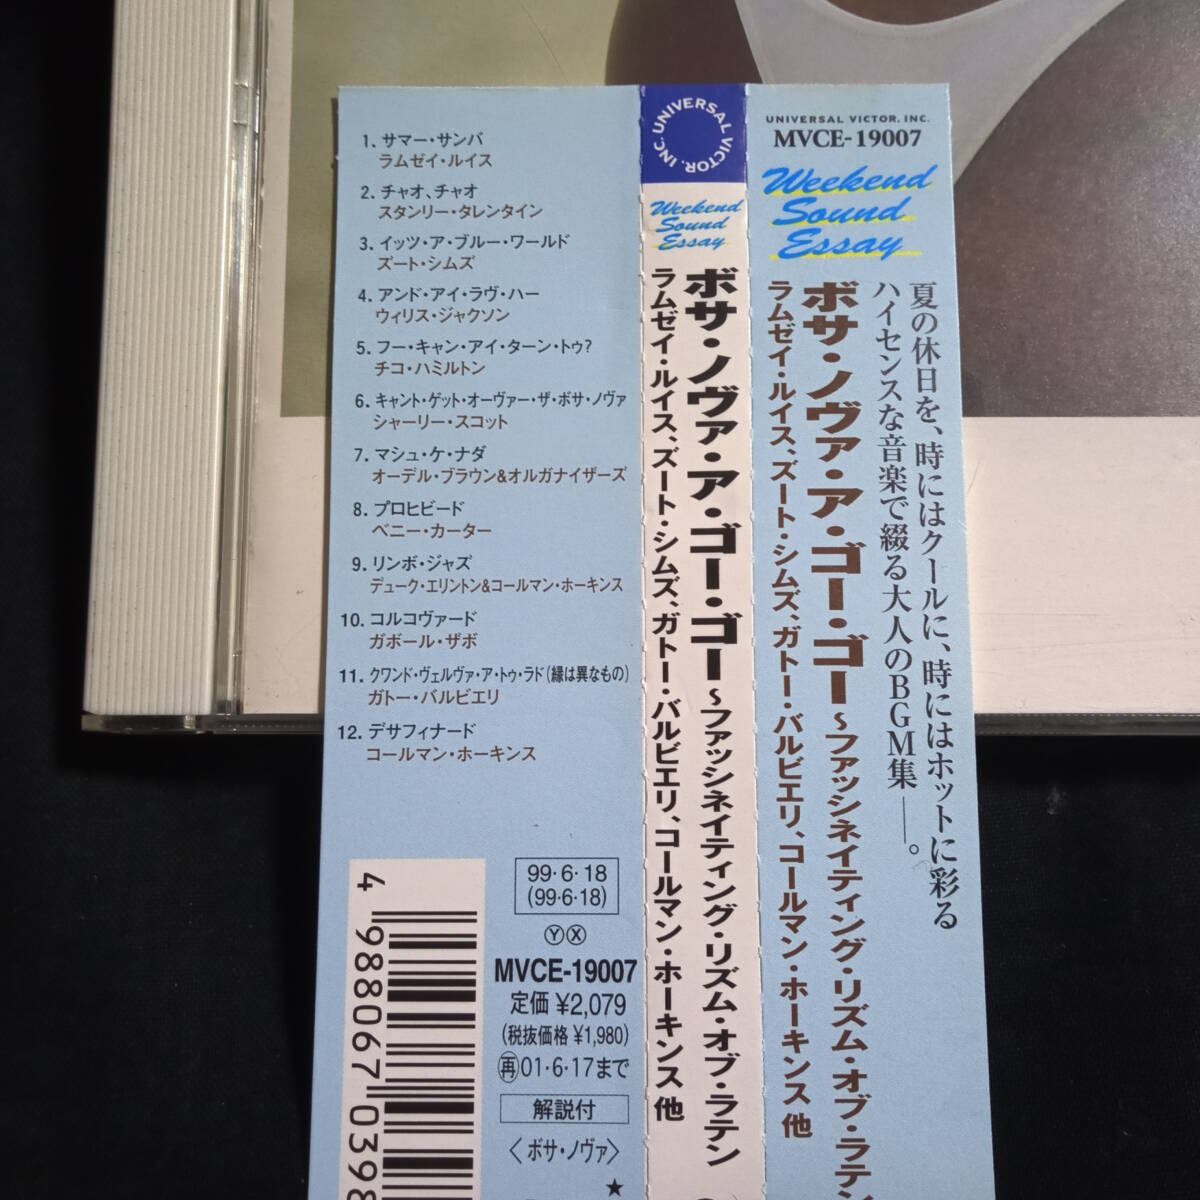 1. サマー・サンバ
ラムゼイ・ルイス
2. チャオ、チャオ
スタンリー・タレンタイン
3. イッツ・ア・ブルー・ワールド
ズート・シムズ
4. アンド・アイ・ラヴ・ハー
ウィリス・ジャクソン
5. フー・キャン・アイ・ターン・トゥ?
チコ・ハミルトン
6. キャント・ゲット・オーヴァー・ザ・ボサ・ノヴァ
シャーリー・スコット
7. マシュ・ケ・ナダ
オーデル・ブラウン&オルガナイザーズ
8. プロヒビード
ベニー・カーター
9. リンボ・ジャズ
デューク・エリントン&コールマン・ホーキンス
10. コルコヴァード
ガボール・ザボ
11. クワンド・ヴェルヴァ・ア・トゥ・ラド(縁は異なもの)
ガトー・バルビエリ
12. デサフィナード
コールマン・ホーキンス
4 988067 039
99・6・18
(99・6・18)
Ⓨ Ⓧ
MVCE-19007
定価 ¥2,079
(税抜価格 ¥1,980)
再01・6・17まで
解説付
〈ボサ・ノヴァ〉
★
UNIVERSAL VICTOR, INC.
Weekend
Sound
Essay
ボサ・ノヴァ・ア・ゴー・ゴー~ファッシネイティング・リズム・オブ・ラテン
ラムゼイ・ルイス、ズート・シムズ、ガトー・バルビエリ、コールマン・ホーキンス 他
UNIVERSAL VICTOR, INC.
MVCE-19007
Weekend
Sound
Essay
夏の休日を、時にはクールに、時にはホットに彩る
ハイセンスな音楽で綴る大人のBGM集――。
ボサ・ノヴァ・ア・ゴー・ゴー~ファッシネイティング・リズム・オブ・ラテン
ラムゼイ・ルイス、ズート・シムズ、ガトー・バルビエリ、コールマン・ホーキンス 他